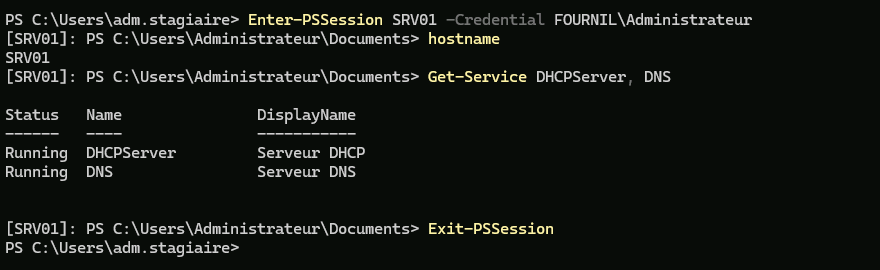 PS C:\Users\adm.stagiaire> Enter-PSSession SRV01 -Credential FOURNIL\Administrateur
[SRV01]: PS C:\Users\Administrateur\Documents> hostname
SRV01
[SRV01]: PS C:\Users\Administrateur\Documents> Get-Service DHCPServer, DNS
Status   Name               DisplayName
------   ----               -----------
Running  DHCPServer         Serveur DHCP
Running  DNS                Serveur DNS
[SRV01]: PS C:\Users\Administrateur\Documents> Exit-PSSession
PS C:\Users\adm.stagiaire>